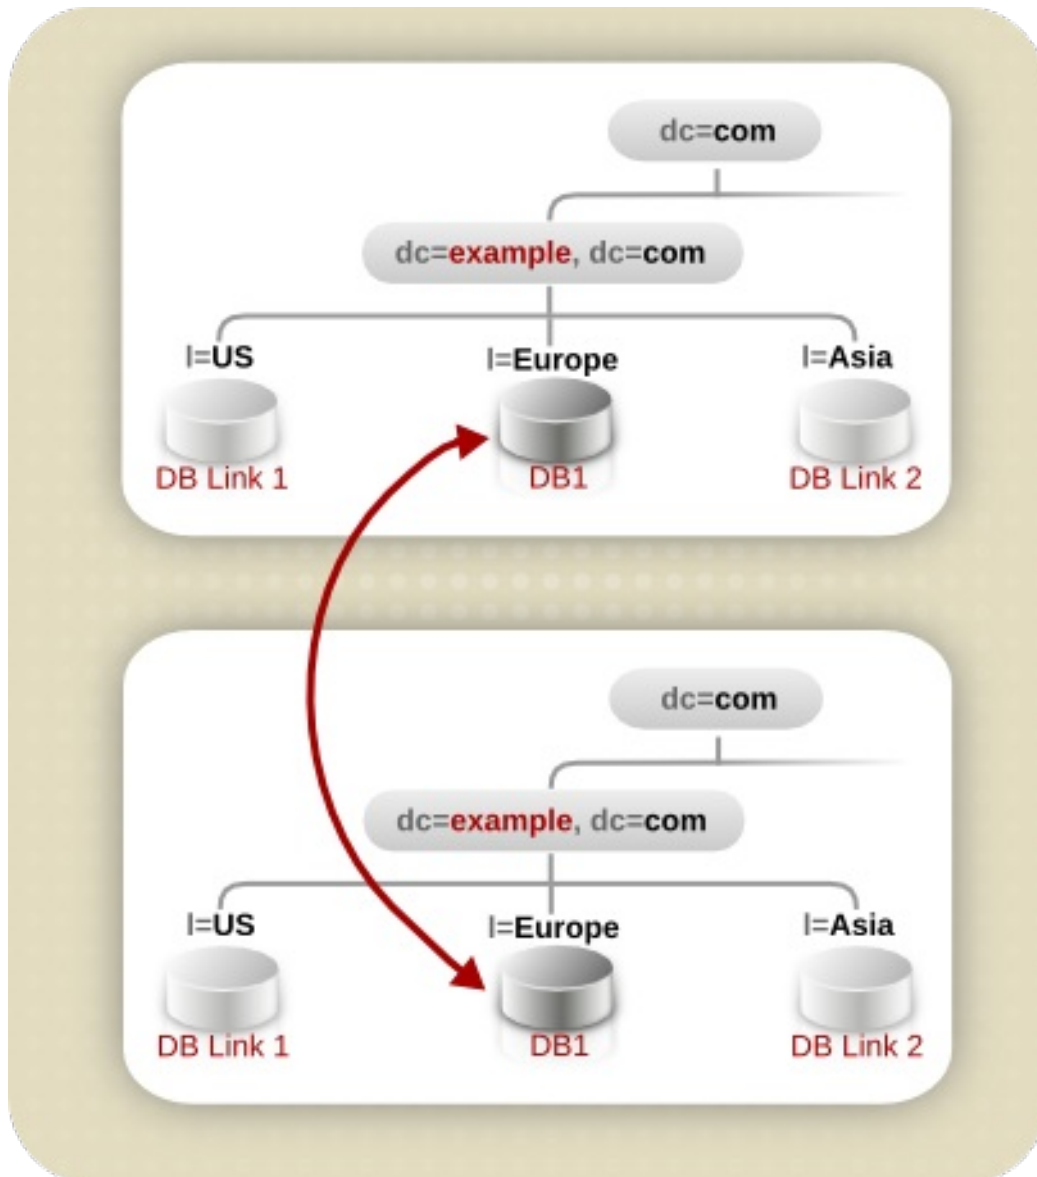 dc=com
dc=example, dc=com
l=US l=Europe l=Asia
DB Link 1 DB1 DB Link 2
dc=com
dc=example, dc=com
l=US l=Europe l=Asia
DB Link 1 DB1 DB Link 2